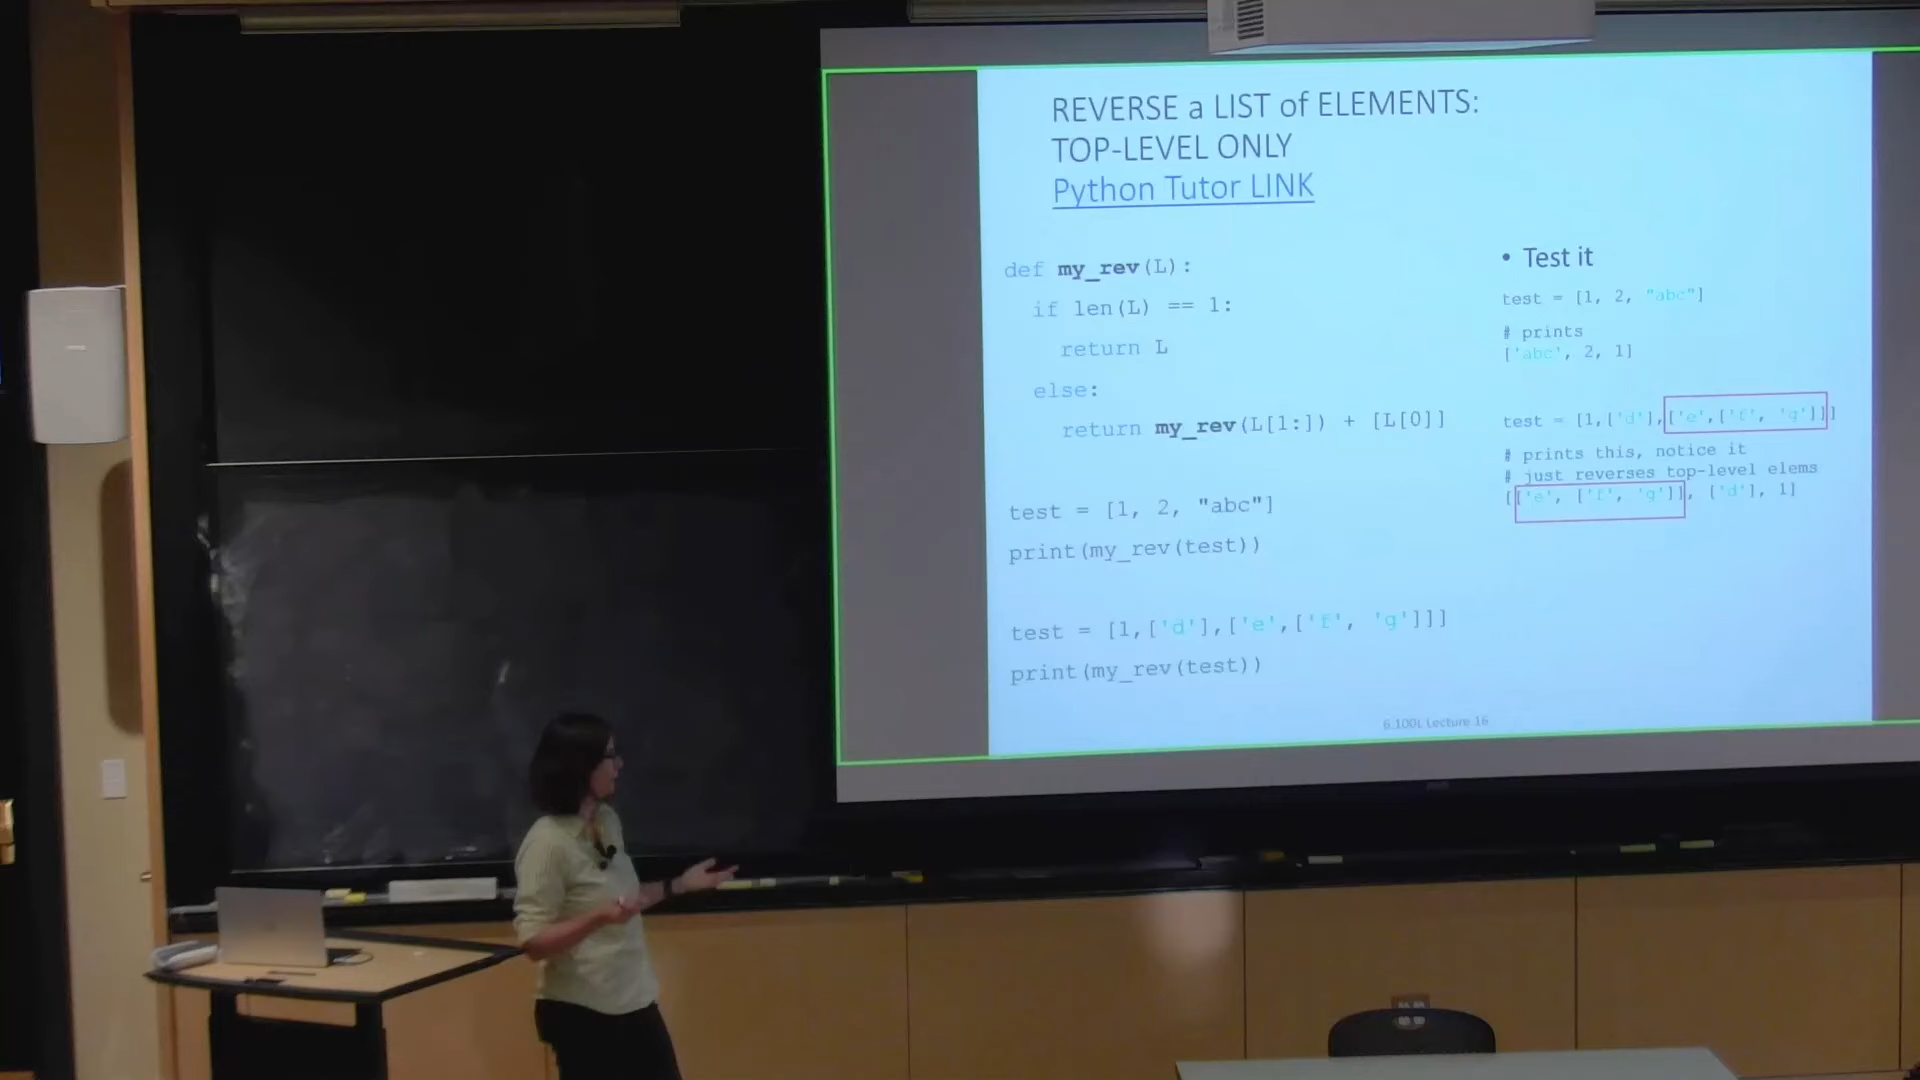 REVERSE a LIST of ELEMENTS:
TOP-LEVEL ONLY
Python Tutor LINK
def my_rev(L):
if len(L) == 1:
return L
else:
return my_rev(L[1:]) + [L[0]]
test = [1, 2, "abc"]
print(my_rev(test))
test = [1,['d'],['e',['f', 'g']]]
print(my_rev(test))
• Test it
test = [1, 2, "abc"]
# prints
['abc', 2, 1]
test = [1,['d'],['e',['f', 'g']]]
# prints this, notice it
# just reverses top-level elems
[['e', ['f', 'g']], ['d'], 1]
6.100L Lecture 16